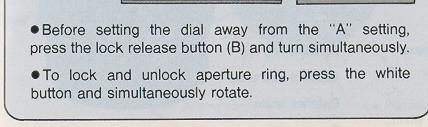 ●Before setting the dial away from the "A" setting,
press the lock release button (B) and turn simultaneously.
●To lock and unlock aperture ring, press the white
button and simultaneously rotate.